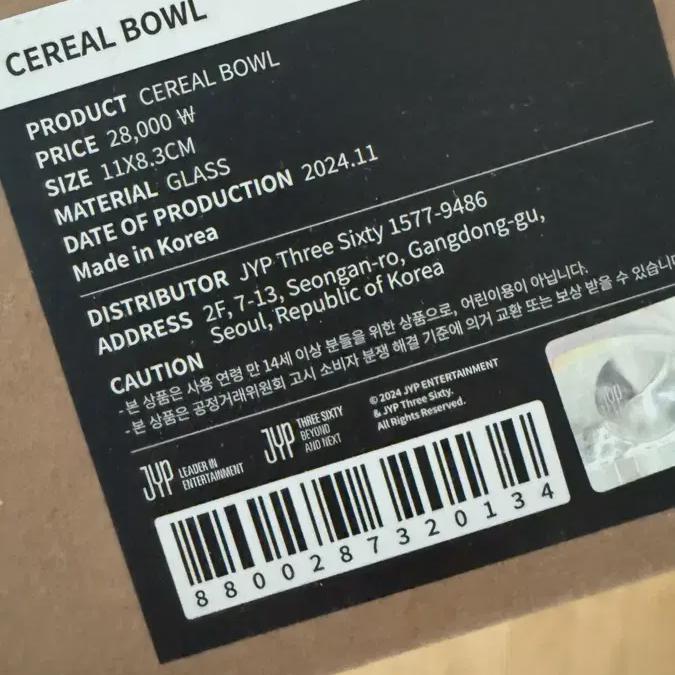 CEREAL BOWL
PRODUCT CEREAL BOWL
PRICE 28,000 ₩
SIZE 11X8.3CM
MATERIAL GLASS
DATE OF PRODUCTION 2024.11
Made in Korea
DISTRIBUTOR JYP Three Sixty 1577-9486
ADDRESS 2F, 7-13, Seongan-ro, Gangdong-gu,
Seoul, Republic of Korea
CAUTION
- 본 상품은 사용 연령 만 14세 이상 분들을 위한 상품으로, 어린이용이 아닙니다.
- 본 상품은 공정거래위원회 고시 소비자 분쟁 해결 기준에 의거 교환 또는 보상 받을 수 있습니다
JYP LEADER IN
ENTERTAINMENT
JYP THREE SIXTY
BEYOND
AND NEXT
© 2024 JYP ENTERTAINMENT
& JYP Three Sixty.
All Rights Reserved.
JYP
8800287320134